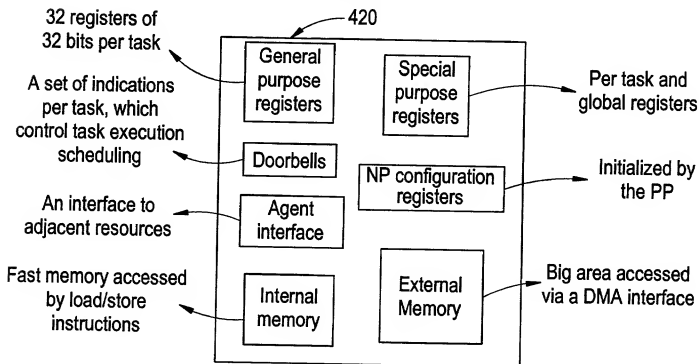 32 registers of
32 bits per task
420
General
purpose
registers
Special
purpose
registers
Per task and
global registers
A set of indications
per task, which
control task execution
scheduling
Doorbells
NP configuration
registers
Initialized by
the PP
An interface to
adjacent resources
Agent
interface
Fast memory accessed
by load/store
instructions
Internal
memory
External
Memory
Big area accessed
via a DMA interface